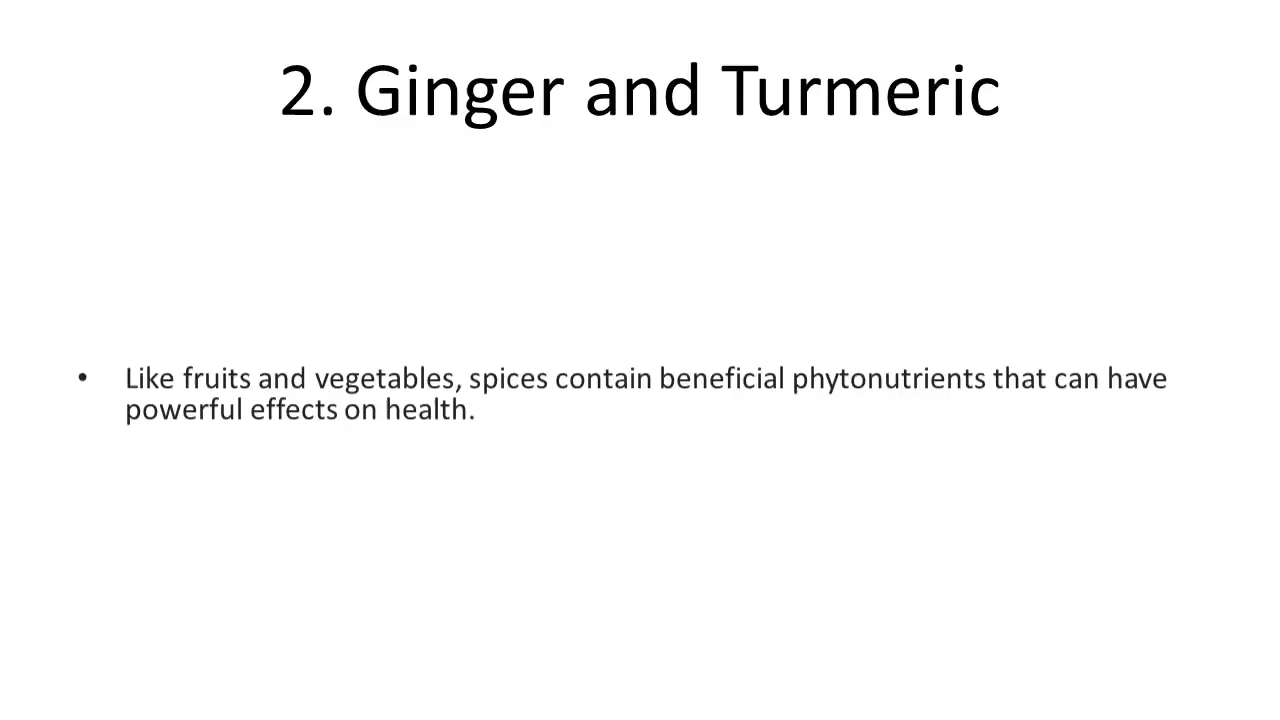 2. Ginger and Turmeric
• Like fruits and vegetables, spices contain beneficial phytonutrients that can have
powerful effects on health.